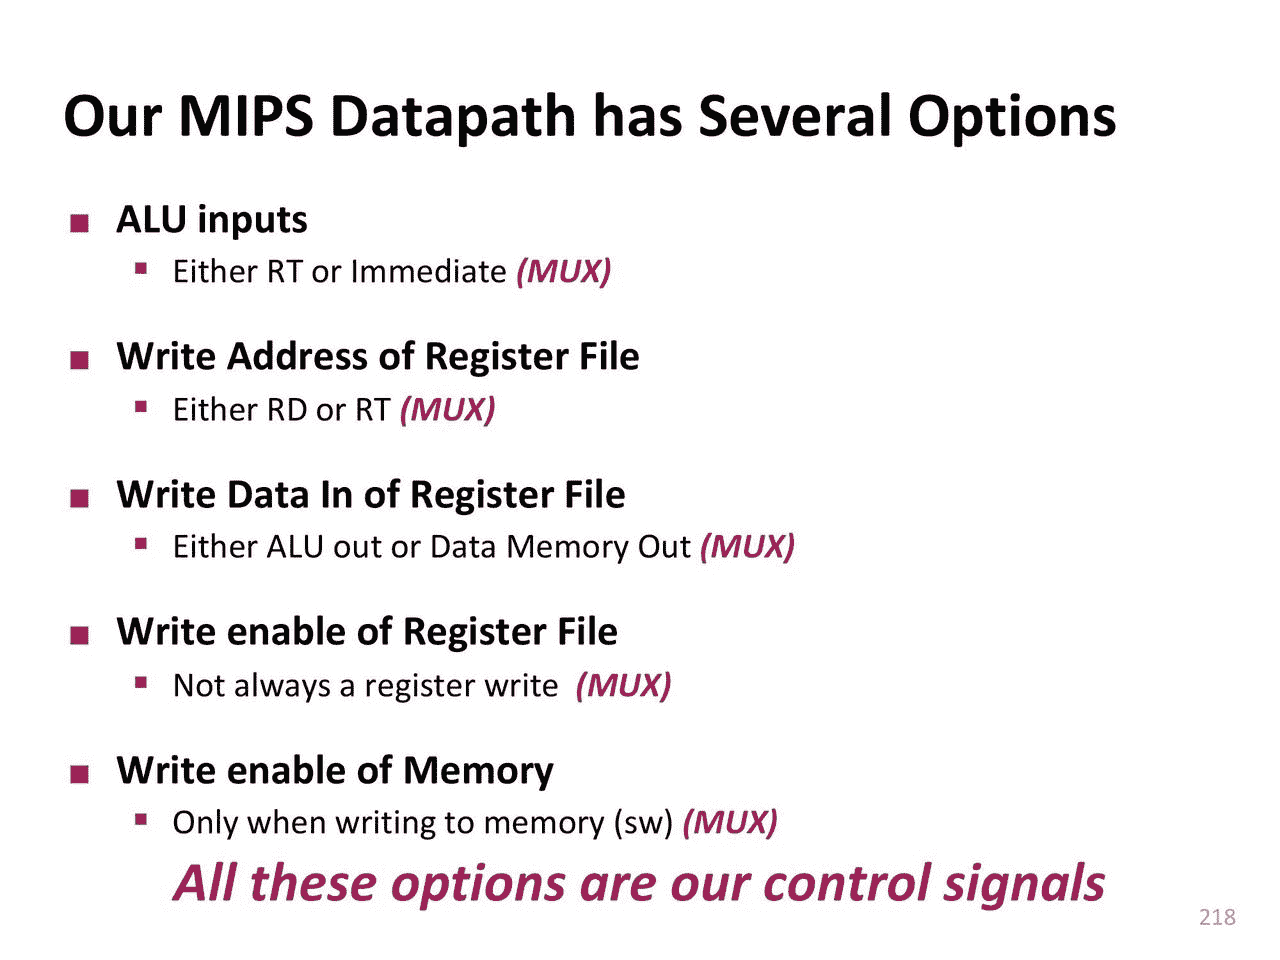 Our MIPS Datapath has Several Options
■ ALU inputs
▪ Either RT or Immediate (MUX)
■ Write Address of Register File
▪ Either RD or RT (MUX)
■ Write Data In of Register File
▪ Either ALU out or Data Memory Out (MUX)
■ Write enable of Register File
▪ Not always a register write (MUX)
■ Write enable of Memory
▪ Only when writing to memory (sw) (MUX)
All these options are our control signals
218